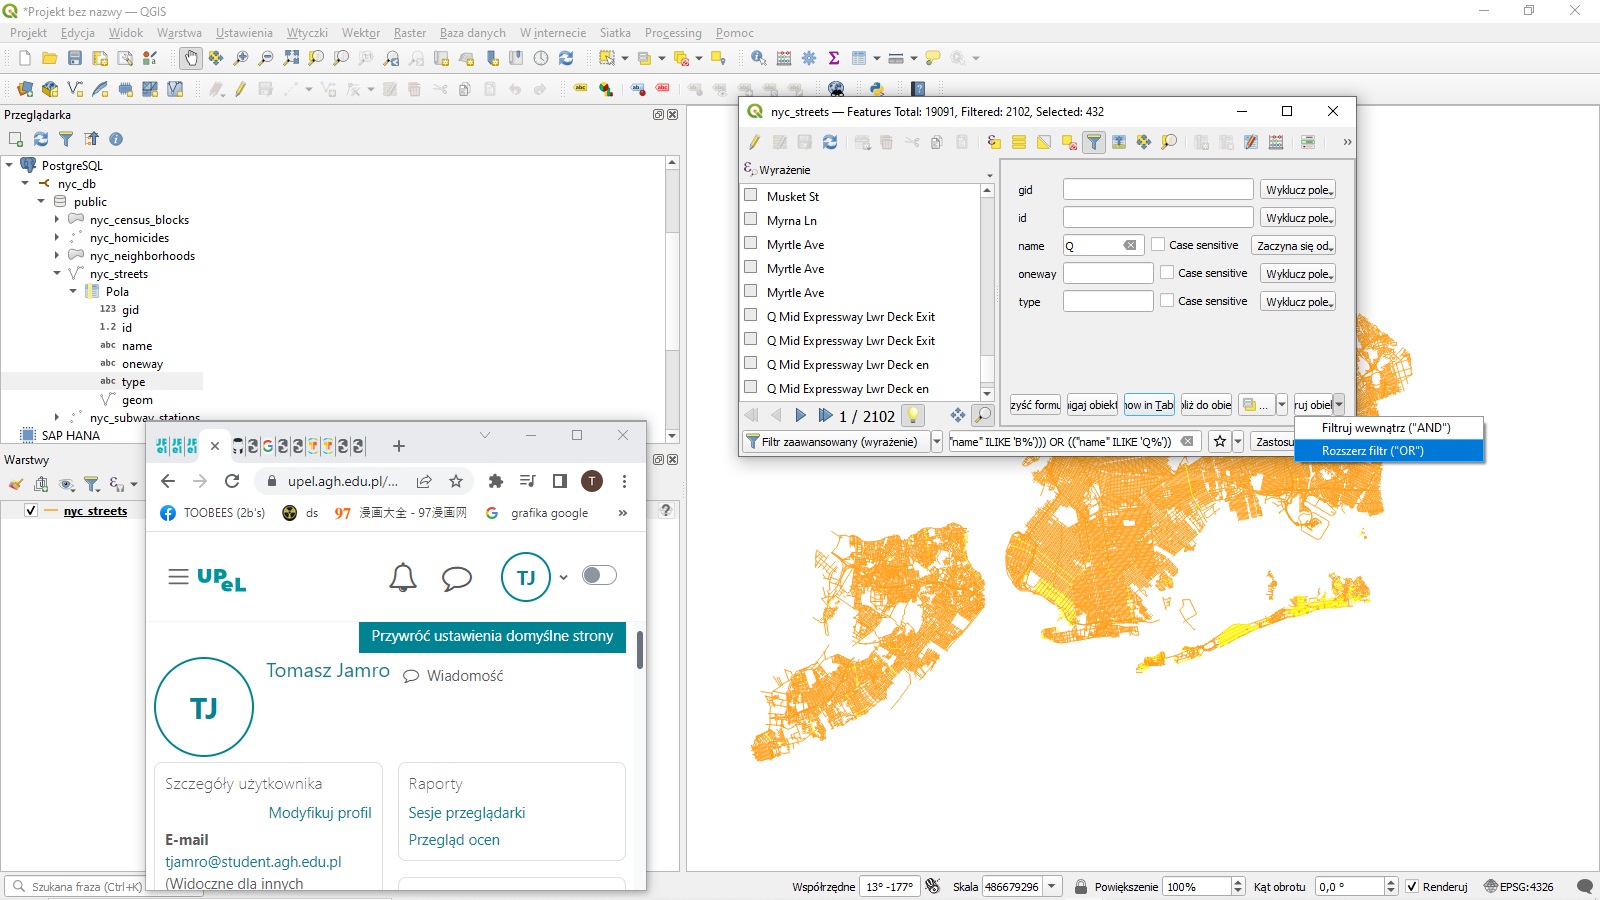 *Projekt bez nazwy — QGIS
Projekt Edycja Widok Warstwa Ustawienia Wtyczki Wektor Raster Baza danych W internecie Siatka Processing Pomoc
Przeglądarka
PostgreSQL
nyc_db
public
nyc_census_blocks
nyc_homicides
nyc_neighborhoods
nyc_streets
Pola
123 gid
1.2 id
abc name
abc oneway
abc type
geom
nyc_subway_stations
SAP HANA
Warstwy
nyc_streets
nyc_streets — Features Total: 19091, Filtered: 2102, Selected: 432
Wyrażenie
Musket St
Myrna Ln
Myrtle Ave
Myrtle Ave
Myrtle Ave
Q Mid Expressway Lwr Deck Exit
Q Mid Expressway Lwr Deck Exit
Q Mid Expressway Lwr Deck en
Q Mid Expressway Lwr Deck en
1 / 2102
gid Wyklucz pole
id Wyklucz pole
name Q Case sensitive Zaczyna się od
oneway Case sensitive Wyklucz pole
type Case sensitive Wyklucz pole
zyść formu igaj obiekt now in Tab liż do obie ... ruj obiel
Filtr zaawansowany (wyrażenie) "name" ILIKE 'B%'))) OR (("name" ILIKE 'Q%')) Zastosu
Filtruj wewnątrz ("AND")
Rozszerz filtr ("OR")
upel.agh.edu.pl/... T
TOOBEES (2b's) ds 97 漫画大全 - 97漫画网 grafika google »
UPeL TJ
Przywróć ustawienia domyślne strony
TJ
Tomasz Jamro Wiadomość
Szczegóły użytkownika
Modyfikuj profil
E-mail
tjamro@student.agh.edu.pl
(Widoczne dla innych
Raporty
Sesje przeglądarki
Przegląd ocen
Szukana fraza (Ctrl+K)
Współrzędne 13° -177° Skala 486679296 Powiększenie 100% Kąt obrotu 0,0 ° Renderuj EPSG:4326